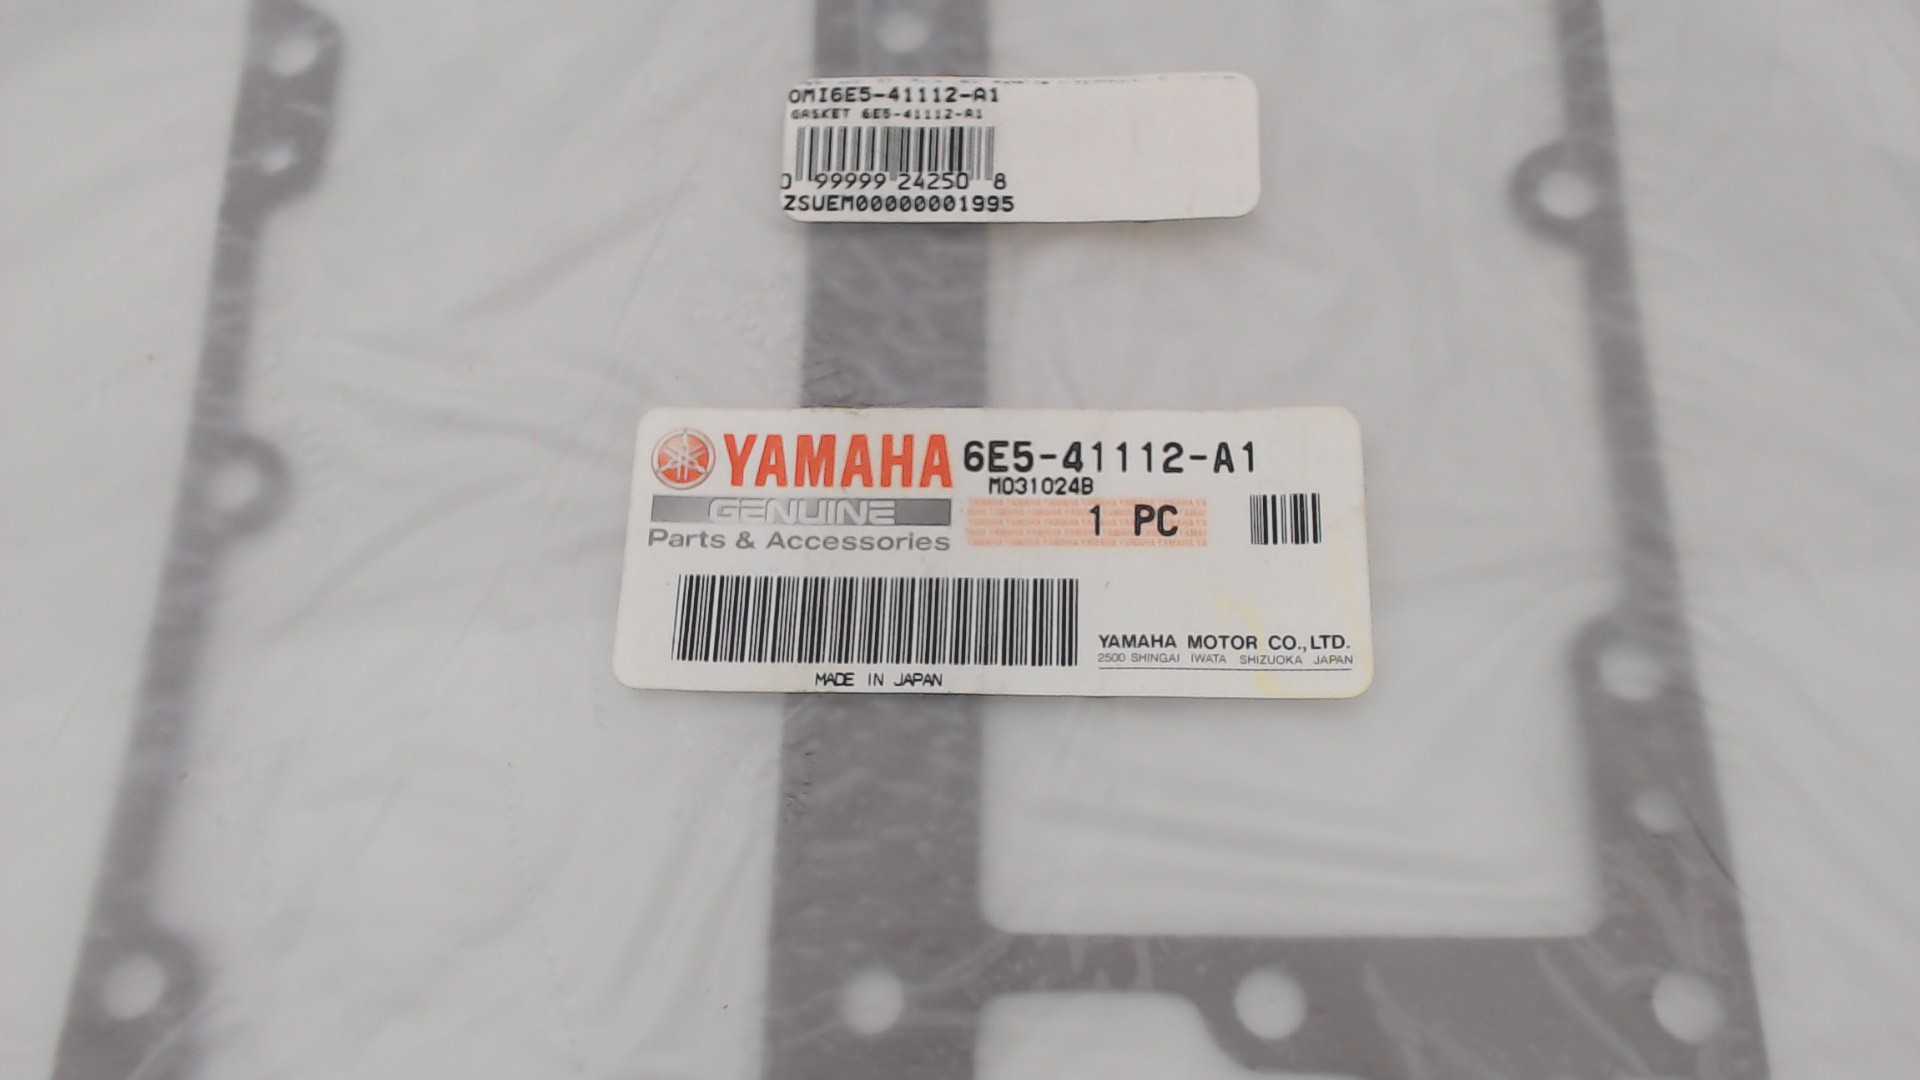 OMI6E5-41112-A1
GASKET 6E5-41112-A1
0 99999 24250 8
ZSUEM00000001995
YAMAHA 6E5-41112-A1
M031024B
GENUINE
1 PC
Parts & Accessories
YAMAHA MOTOR CO., LTD.
2500 SHINGAI IWATA SHIZUOKA JAPAN
MADE IN JAPAN